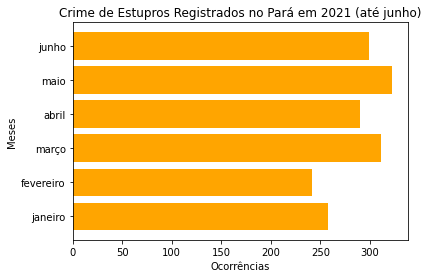 Crime de Estupros Registrados no Pará em 2021 (até junho)
junho
maio
abril
março
fevereiro
janeiro
Meses
0 50 100 150 200 250 300
Ocorrências